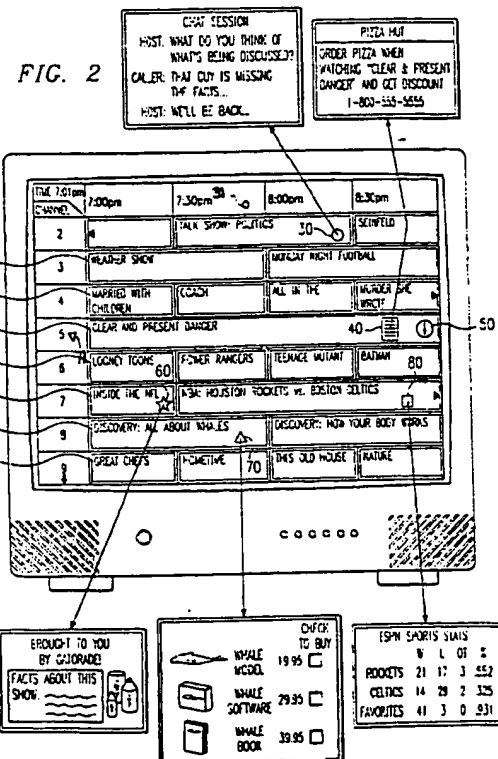 FIG. 2
CHAT SESSION
HOST: WHAT DO YOU THINK OF
WHAT'S BEING DISCUSSED?
CALLER: THAT GUY IS MISSING
THE FACTS...
HOST: WE'LL BE BACK...
PIZZA HUT
ORDER PIZZA WHEN
WATCHING "CLEAR & PRESENT
DANGER" AND GET DISCOUNT
1-800-555-5555
TIME 7:01pm
CHANNEL
7:00pm 7:30pm 8:00pm 8:30pm
2 TALK SHOW: POLITICS 30 SEINFELD
3 WEATHER SHOW MONDAY NIGHT FOOTBALL
4 MARRIED WITH CHILDREN COACH ALL IN THE MURDER SHE WROTE
5 CLEAR AND PRESENT DANGER 40 50
6 LOONEY TOONS 60 POWER RANGERS TEENAGE MUTANT BATMAN 80
7 INSIDE THE NFL NBA: HOUSTON ROCKETS vs. BOSTON CELTICS
DISCOVERY: ALL ABOUT WHALES DISCOVERY: HOW YOUR BODY WORKS
9 GREAT CHEFS HOMETIME 70 THIS OLD HOUSE NATURE
BROUGHT TO YOU
BY GATORADE!
FACTS ABOUT THIS
SHOW:
CHECK
TO BUY
WHALE
MODEL 19.95
WHALE
SOFTWARE 29.95
WHALE
BOOK 39.95
ESPN SPORTS STATS
W L OT %
ROCKETS 21 17 3 .552
CELTICS 14 29 2 .325
FAVORITES 41 3 0 .931